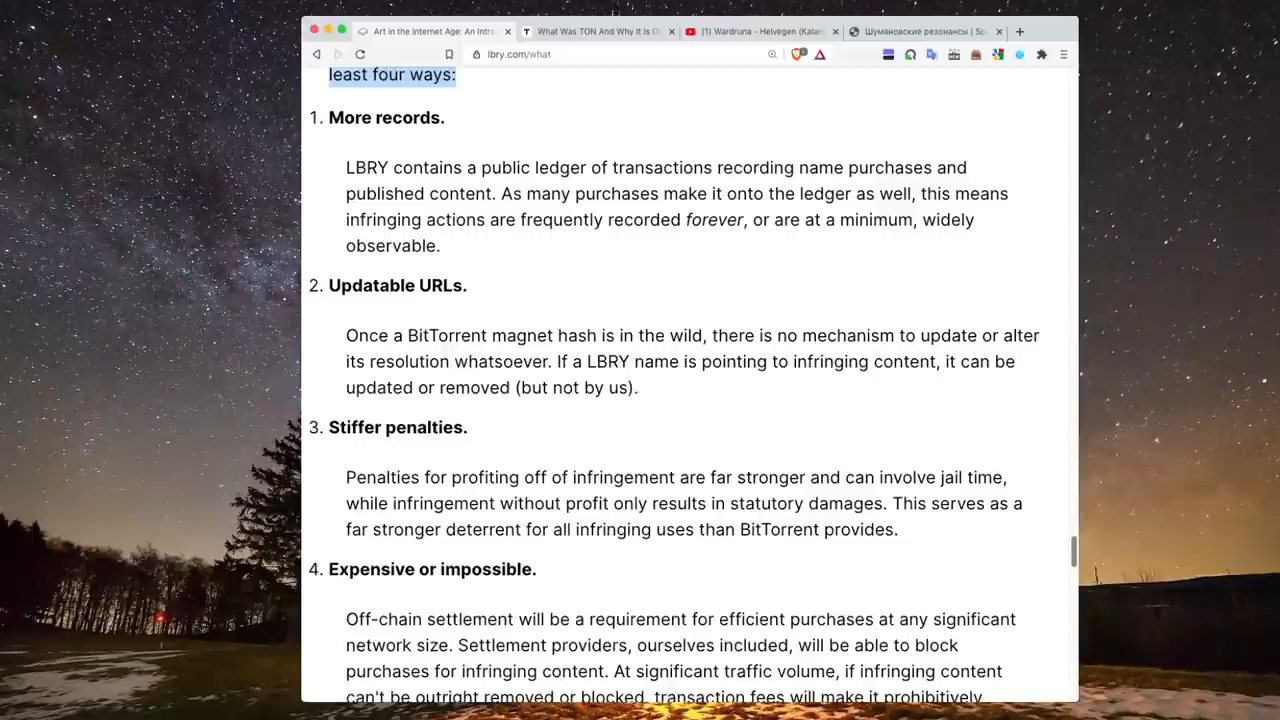 Art in the Internet Age: An Intro
What Was TON And Why It Is O
(1) Wardruna - Helvegen (Kalan
Шумановские резонансы | Sp
lbry.com/what
least four ways:
1. More records.
LBRY contains a public ledger of transactions recording name purchases and
published content. As many purchases make it onto the ledger as well, this means
infringing actions are frequently recorded forever, or are at a minimum, widely
observable.
2. Updatable URLs.
Once a BitTorrent magnet hash is in the wild, there is no mechanism to update or alter
its resolution whatsoever. If a LBRY name is pointing to infringing content, it can be
updated or removed (but not by us).
3. Stiffer penalties.
Penalties for profiting off of infringement are far stronger and can involve jail time,
while infringement without profit only results in statutory damages. This serves as a
far stronger deterrent for all infringing uses than BitTorrent provides.
4. Expensive or impossible.
Off-chain settlement will be a requirement for efficient purchases at any significant
network size. Settlement providers, ourselves included, will be able to block
purchases for infringing content. At significant traffic volume, if infringing content
can't be outright removed or blocked, transaction fees will make it prohibitively